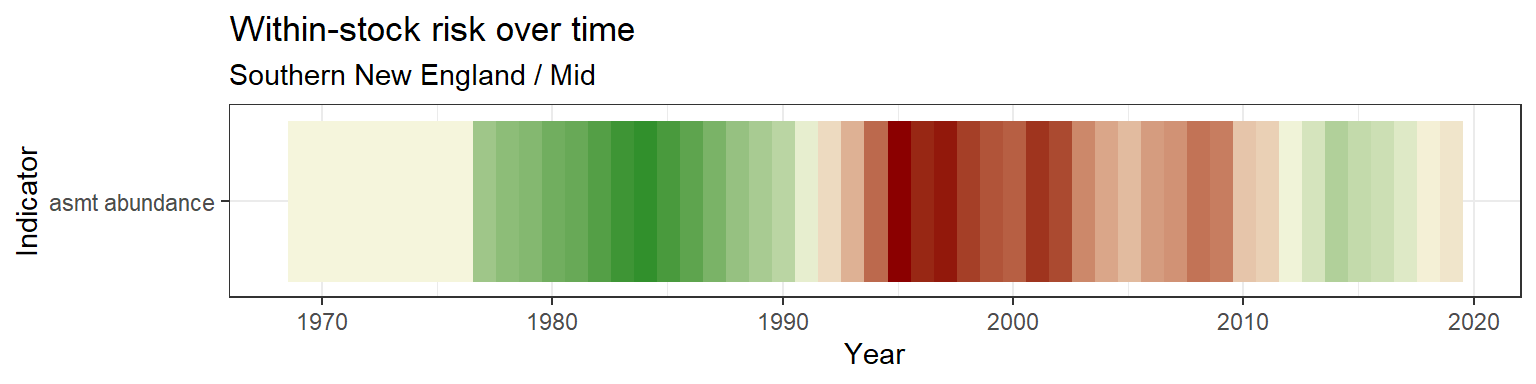 Within-stock risk over time
Southern New England / Mid
Indicator
asmt abundance
1970 1980 1990 2000 2010 2020
Year